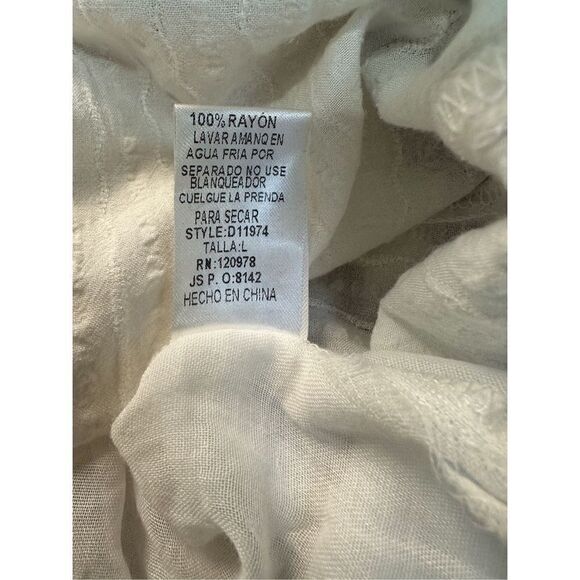 100% RAYÓN
LAVAR AMANO EN
AGUA FRIA POR
SEPARADO NO USE
BLANQUEADOR
CUELGUE LA PRENDA
PARA SECAR
STYLE:D11974
TALLA:L
RN:120978
JS P. O:8142
HECHO EN CHINA